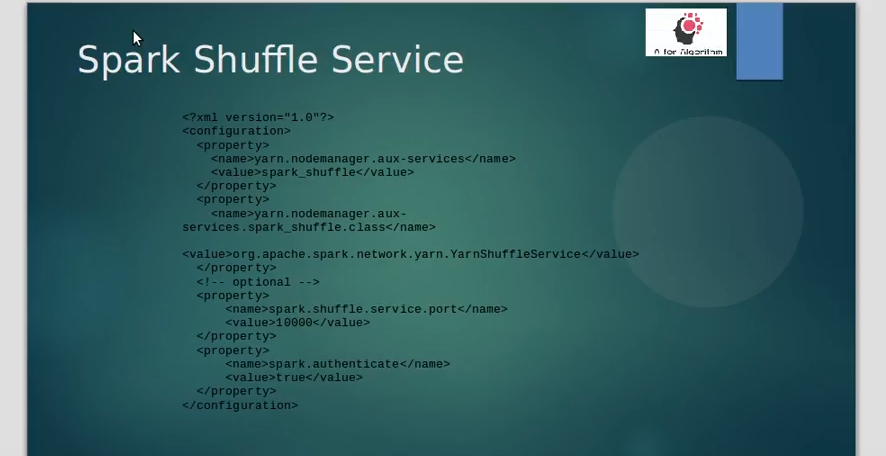 Spark Shuffle Service
A for Algorithm
<?xml version="1.0"?>
<configuration>
<property>
<name>yarn.nodemanager.aux-services</name>
<value>spark_shuffle</value>
</property>
<property>
<name>yarn.nodemanager.aux-
services.spark_shuffle.class</name>
<value>org.apache.spark.network.yarn.YarnShuffleService</value>
</property>
<!-- optional -->
<property>
<name>spark.shuffle.service.port</name>
<value>10000</value>
</property>
<property>
<name>spark.authenticate</name>
<value>true</value>
</property>
</configuration>